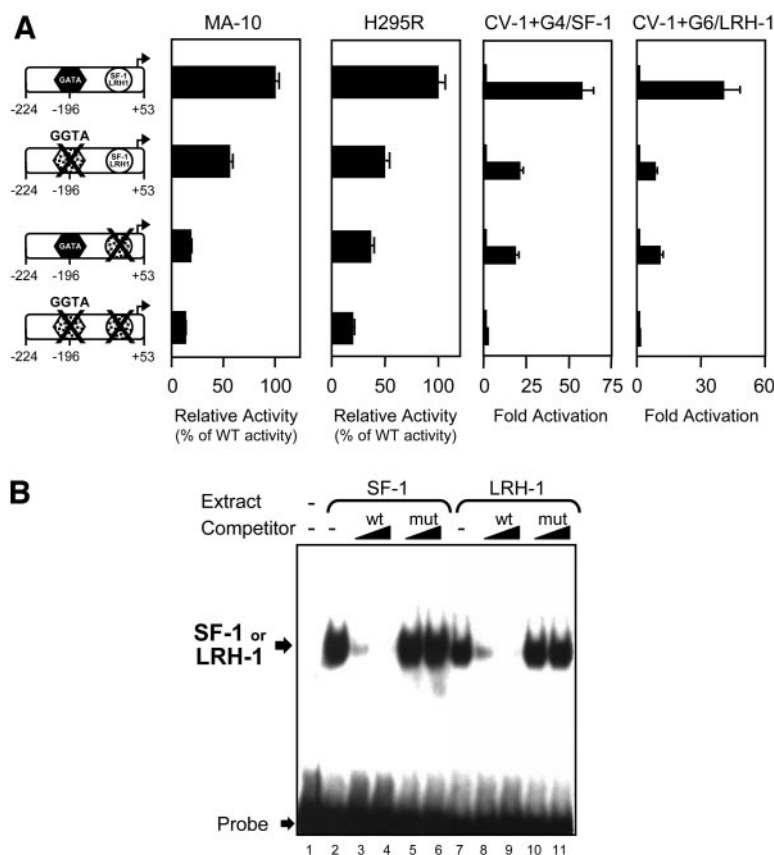 A
MA-10 H295R CV-1+G4/SF-1 CV-1+G6/LRH-1
GATA SF-1 LRH1
-224 -196 +53
GGTA
SF-1 LRH1
-224 -196 +53
GATA
-224 -196 +53
GGTA
-224 -196 +53
0 50 100 0 50 100 0 25 50 75 0 30 60
Relative Activity Relative Activity Fold Activation Fold Activation
(% of WT activity) (% of WT activity)
B
SF-1 LRH-1
Extract -
wt mut wt mut
Competitor - - -
SF-1 or
LRH-1
Probe
1 2 3 4 5 6 7 8 9 10 11